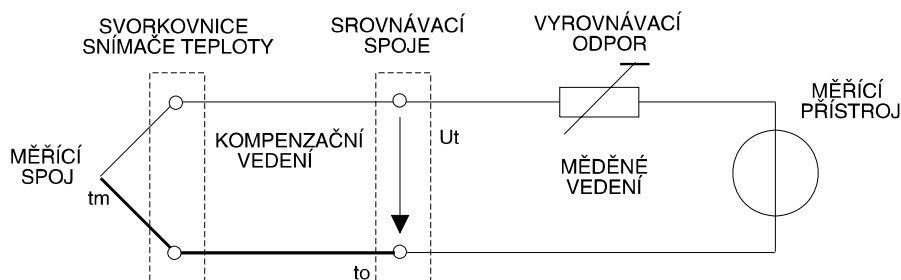 SVORKOVNICE
SNÍMAČE TEPLOTY
SROVNÁVACÍ
SPOJE
VYROVNÁVACÍ
ODPOR
MĚŘÍCÍ
PŘÍSTROJ
KOMPENZAČNÍ
VEDENÍ
Ut
MĚŘÍCÍ
SPOJ
tm
MĚDĚNÉ
VEDENÍ
to